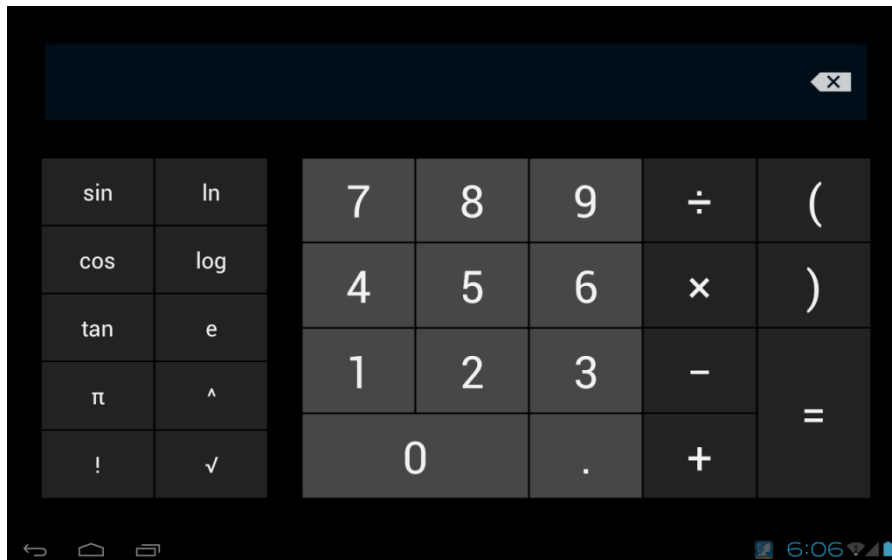 sin ln 7 8 9 ÷ (
cos log 4 5 6 × )
tan e 1 2 3 −
π ^ =
! √ 0 . +
6:06